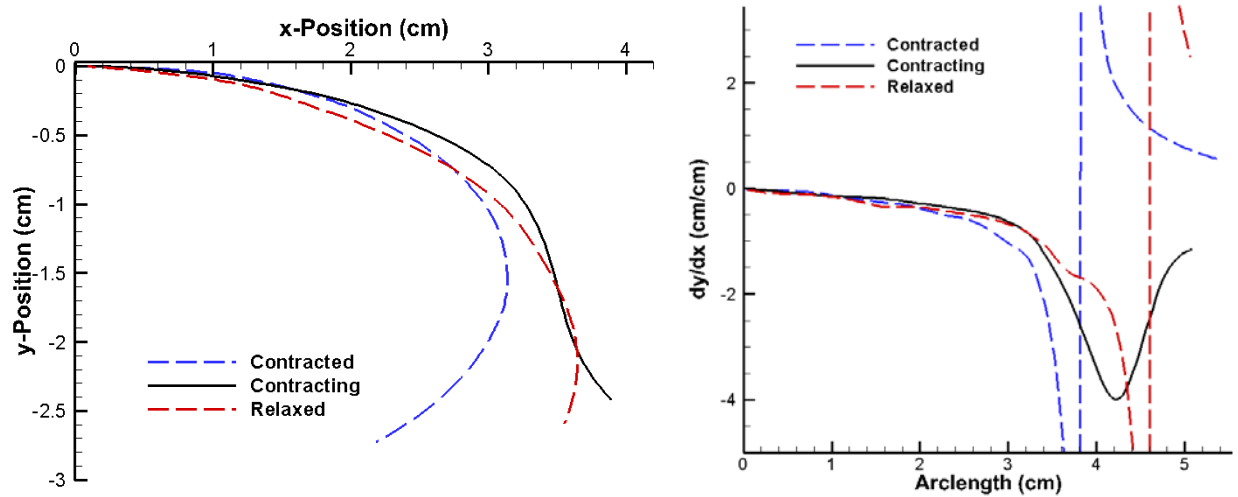 x-Position (cm)
0 1 2 3 4
0
-0.5
-1
-1.5
-2
-2.5
-3
y-Position (cm)
Contracted
Contracting
Relaxed
Contracted
Contracting
Relaxed
2
0
-2
-4
dy/dx (cm/cm)
0 1 2 3 4 5
Arclength (cm)